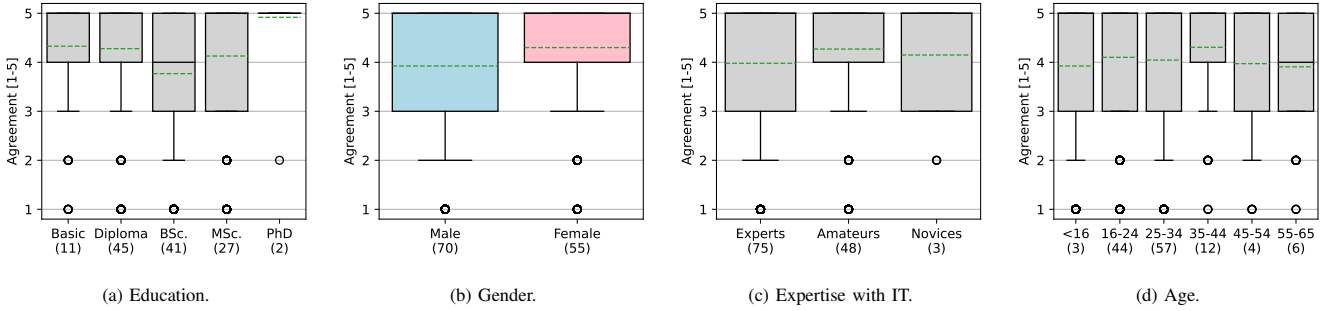 Agreement [1-5]
5
4
3
2
1
Basic
(11)
Diploma
(45)
BSc.
(41)
MSc.
(27)
PhD
(2)
(a) Education.
Agreement [1-5]
5
4
3
2
1
Male
(70)
Female
(55)
(b) Gender.
Agreement [1-5]
5
4
3
2
1
Experts
(75)
Amateurs
(48)
Novices
(3)
(c) Expertise with IT.
Agreement [1-5]
5
4
3
2
1
<16
(3)
16-24
(44)
25-34
(57)
35-44
(12)
45-54
(4)
55-65
(6)
(d) Age.